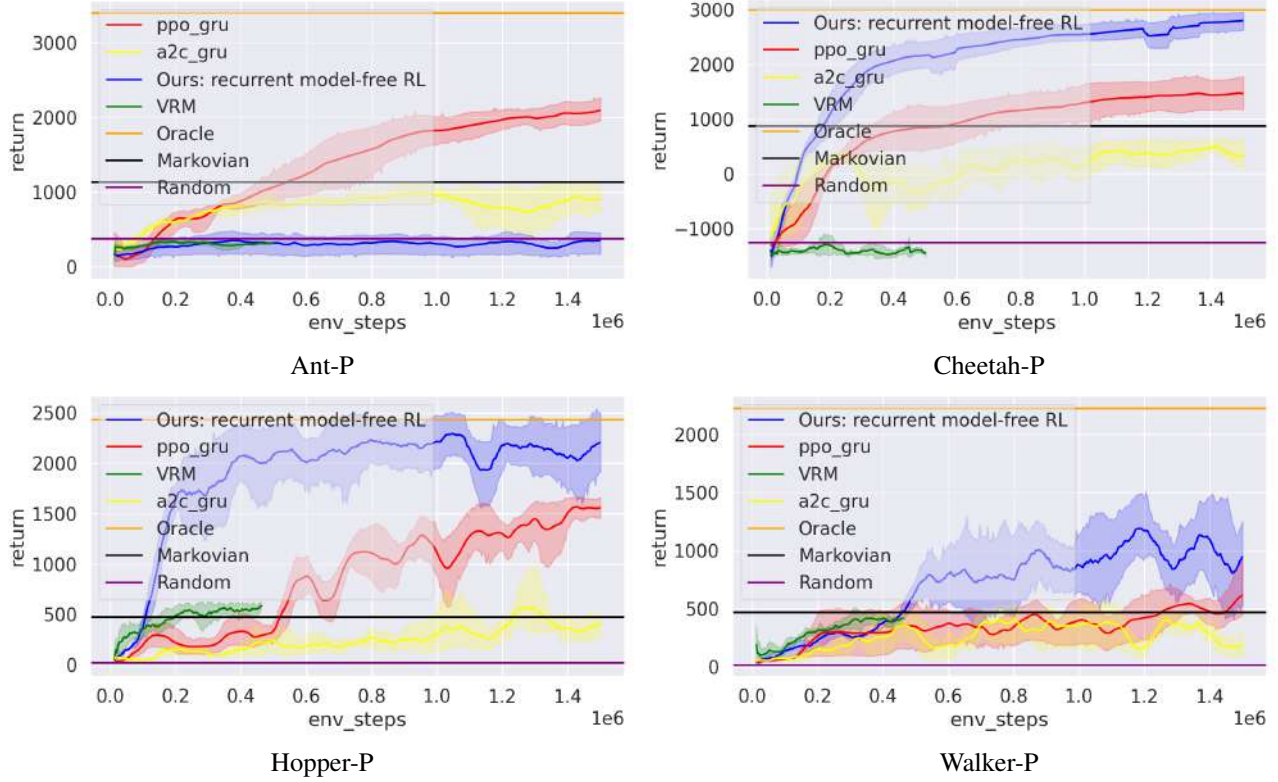 3000
2000
1000
0
return
ppo_gru
a2c_gru
Ours: recurrent model-free RL
VRM
Oracle
Markovian
Random
0.0 0.2 0.4 0.6 0.8 1.0 1.2 1.4
env_steps
1e6
Ant-P
3000
2000
1000
0
−1000
return
Ours: recurrent model-free RL
ppo_gru
a2c_gru
VRM
Oracle
Markovian
Random
0.0 0.2 0.4 0.6 0.8 1.0 1.2 1.4
env_steps
1e6
Cheetah-P
2500
2000
1500
1000
500
0
return
Ours: recurrent model-free RL
ppo_gru
VRM
a2c_gru
Oracle
Markovian
Random
0.0 0.2 0.4 0.6 0.8 1.0 1.2 1.4
env_steps
1e6
Hopper-P
2000
1500
1000
500
0
return
Ours: recurrent model-free RL
ppo_gru
VRM
a2c_gru
Oracle
Markovian
Random
0.0 0.2 0.4 0.6 0.8 1.0 1.2 1.4
env_steps
1e6
Walker-P